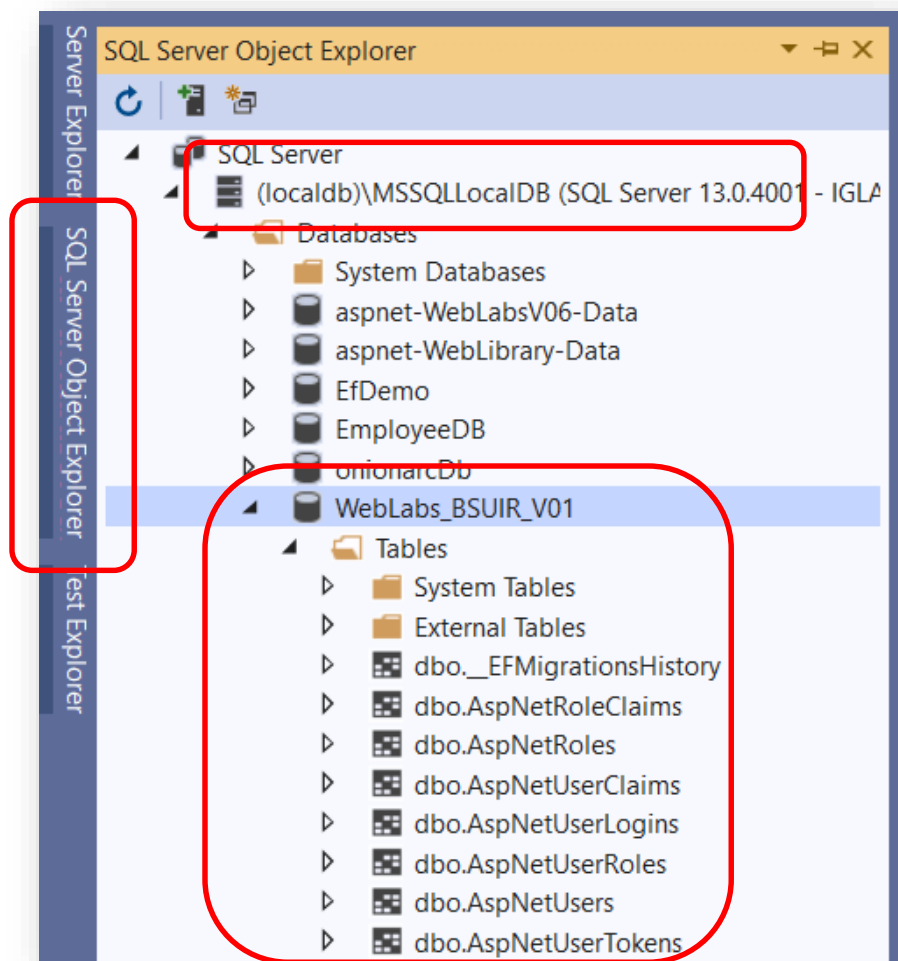 Server Explorer
SQL Server Object Explorer
Test Explorer
SQL Server Object Explorer
SQL Server
(localdb)\MSSQLLocalDB (SQL Server 13.0.4001 - IGLA
Databases
System Databases
aspnet-WebLabsV06-Data
aspnet-WebLibrary-Data
EfDemo
EmployeeDB
onionarcDb
WebLabs_BSUIR_V01
Tables
System Tables
External Tables
dbo.__EFMigrationsHistory
dbo.AspNetRoleClaims
dbo.AspNetRoles
dbo.AspNetUserClaims
dbo.AspNetUserLogins
dbo.AspNetUserRoles
dbo.AspNetUsers
dbo.AspNetUserTokens